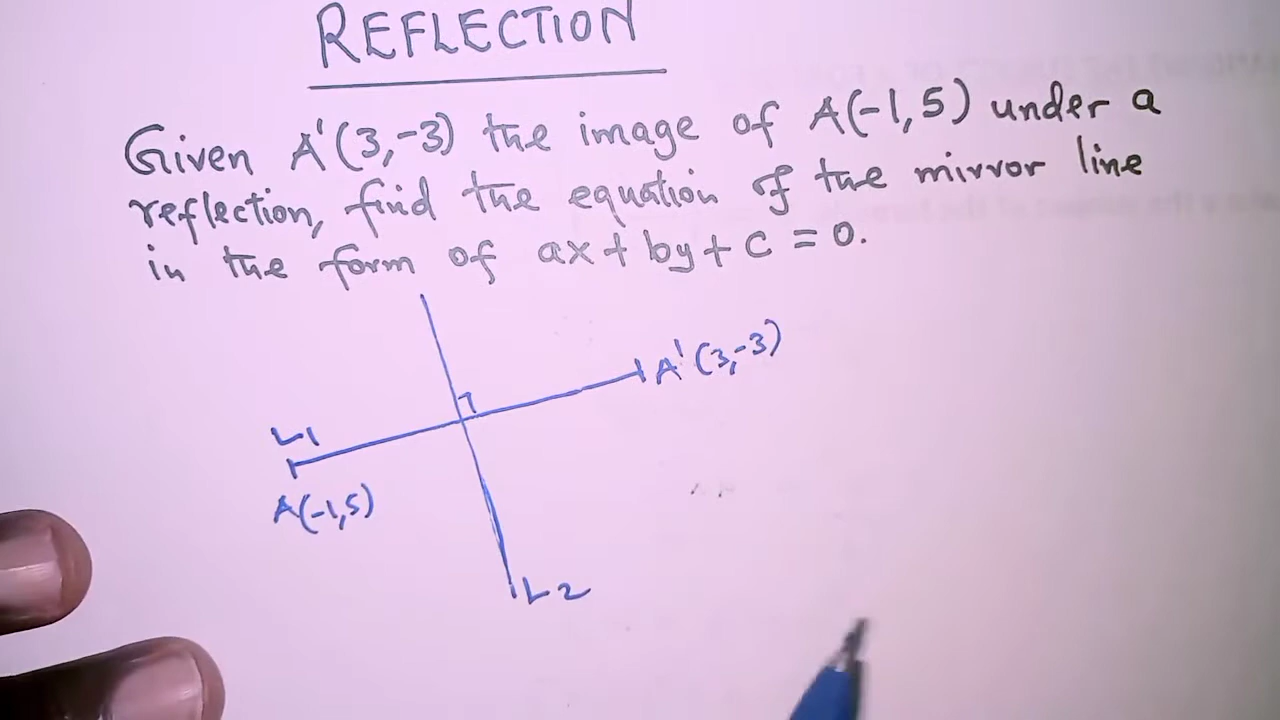 REFLECTION
Given A'(3,-3) the image of A(-1,5) under a
reflection, find the equation of the mirror line
in the form of ax+by+c=0.
A'(3,-3)
L1
A(-1,5)
L2